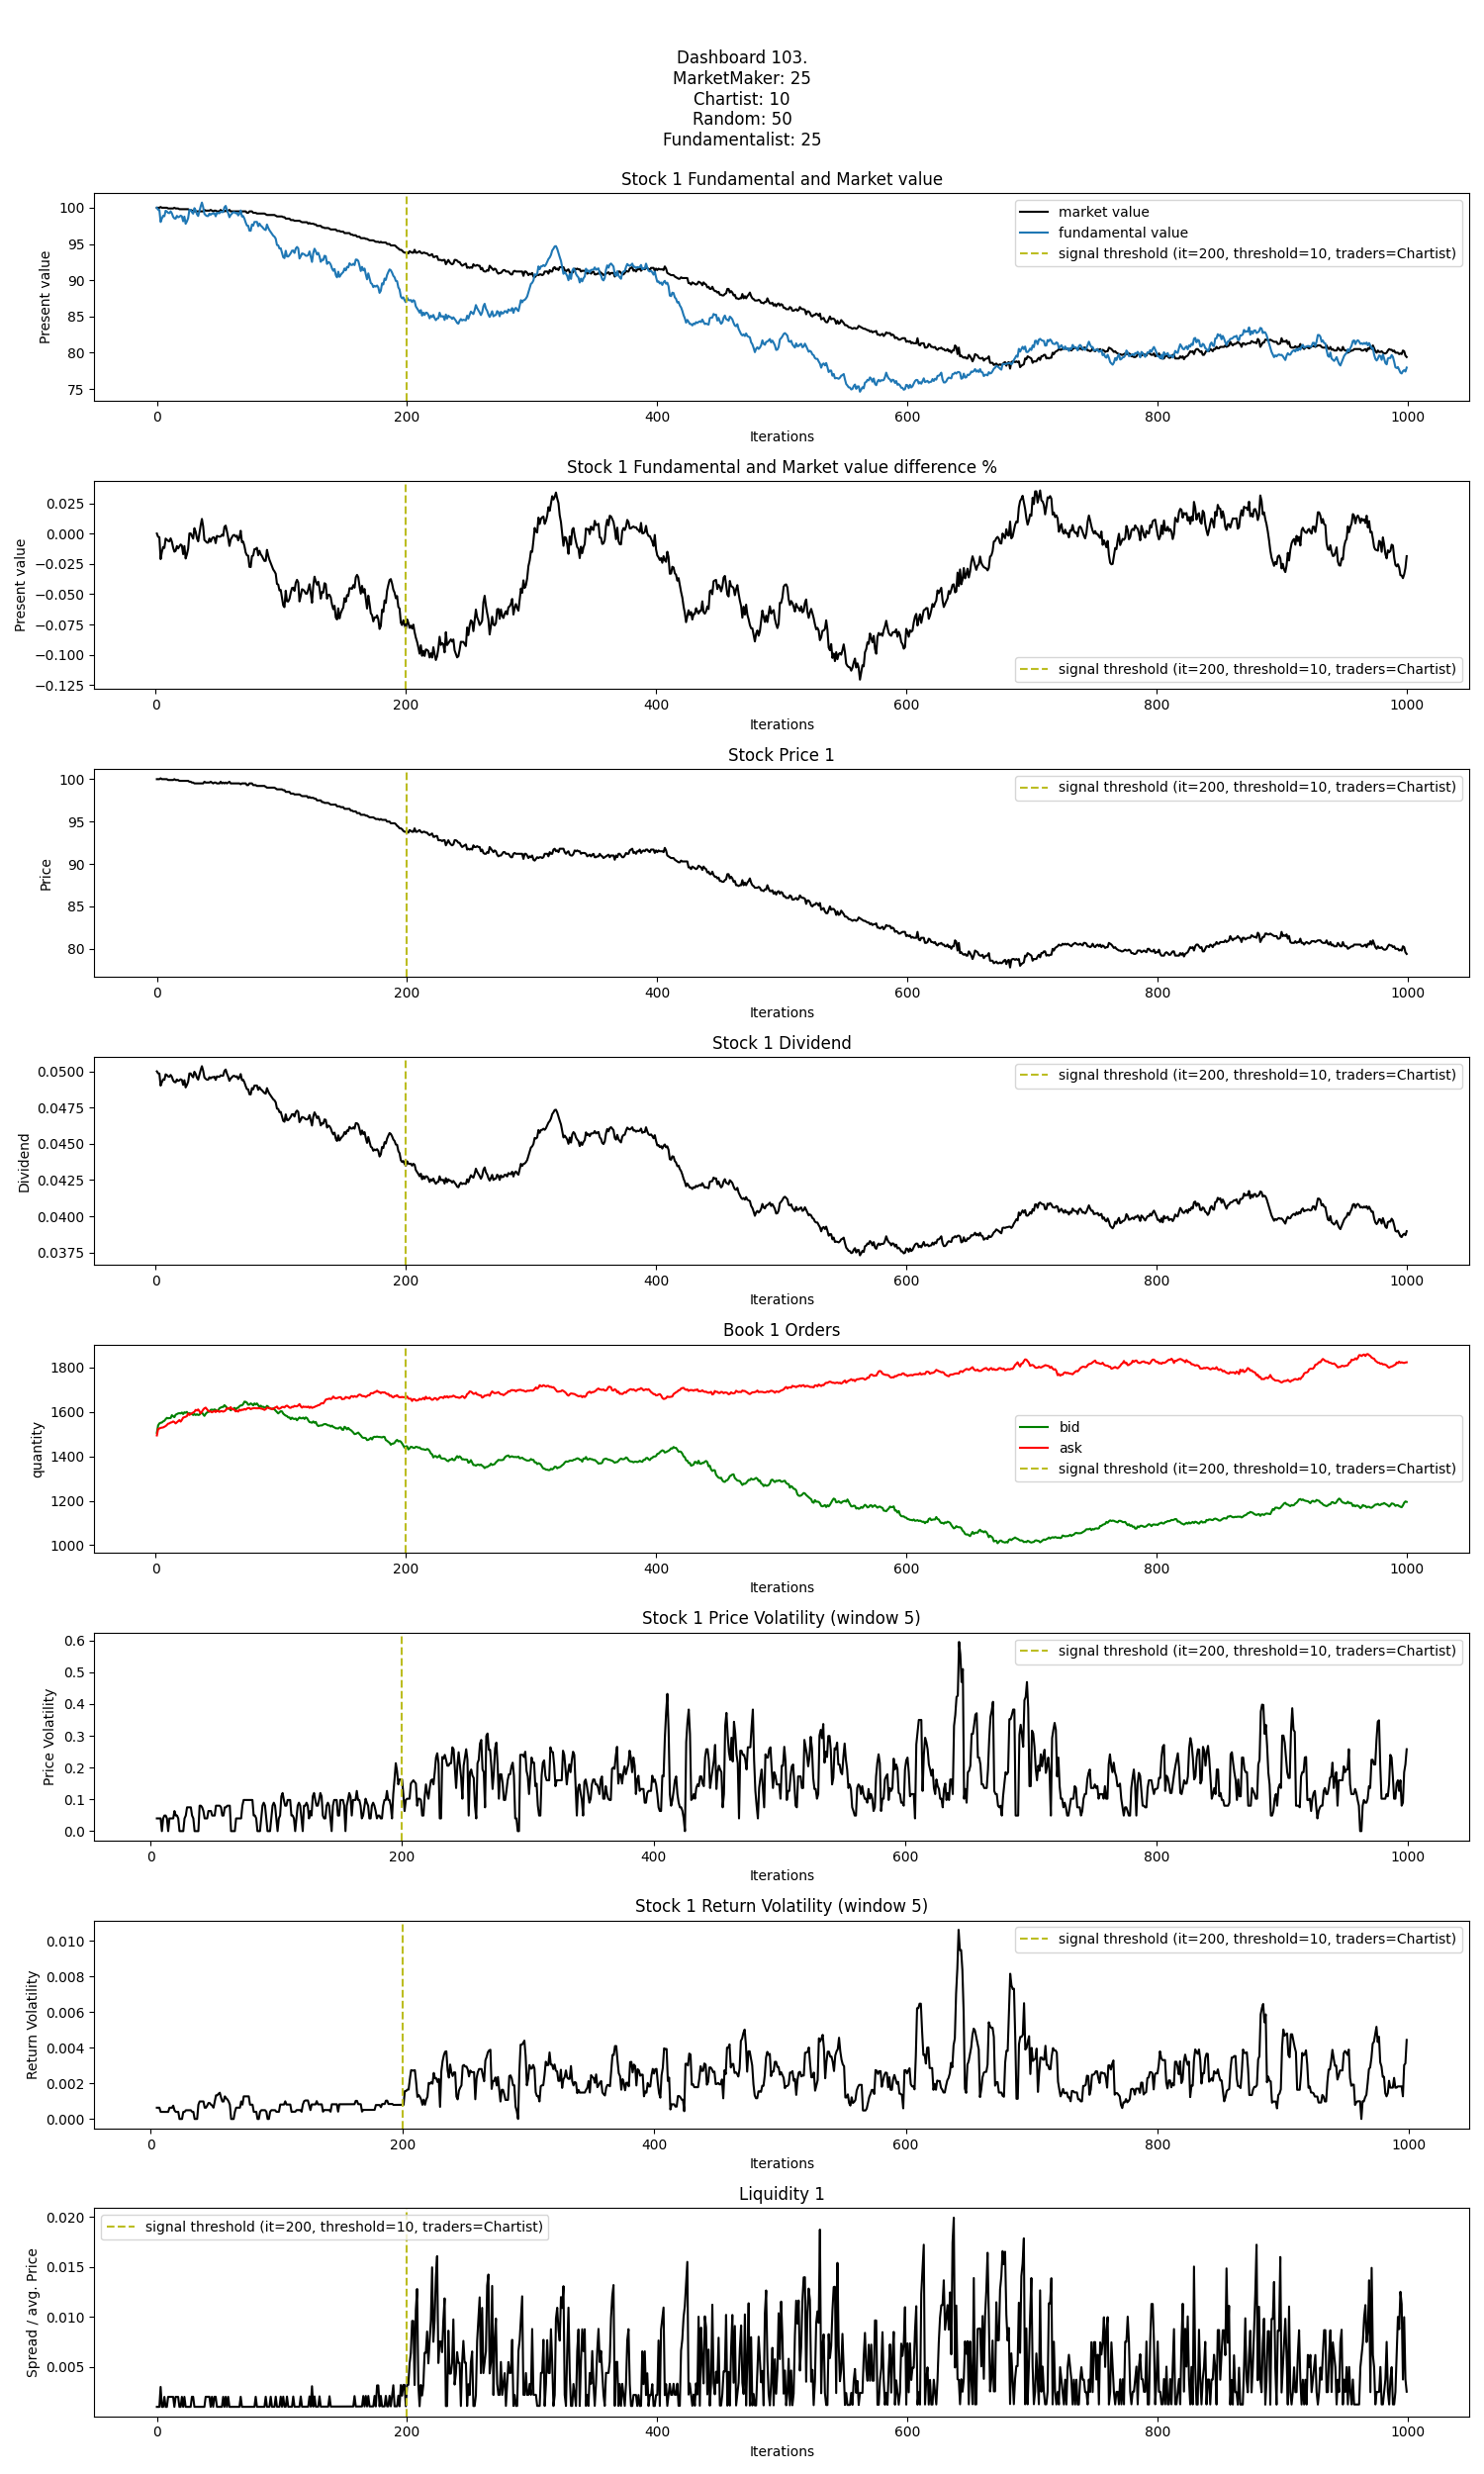 Dashboard 103.
MarketMaker: 25
Chartist: 10
Random: 50
Fundamentalist: 25
Stock 1 Fundamental and Market value
Present value
100
95
90
85
80
75
market value
fundamental value
signal threshold (it=200, threshold=10, traders=Chartist)
0 200 400 600 800 1000
Iterations
Stock 1 Fundamental and Market value difference %
Present value
0.025
0.000
−0.025
−0.050
−0.075
−0.100
−0.125
signal threshold (it=200, threshold=10, traders=Chartist)
0 200 400 600 800 1000
Iterations
Stock Price 1
Price
100
95
90
85
80
signal threshold (it=200, threshold=10, traders=Chartist)
0 200 400 600 800 1000
Iterations
Stock 1 Dividend
Dividend
0.0500
0.0475
0.0450
0.0425
0.0400
0.0375
signal threshold (it=200, threshold=10, traders=Chartist)
0 200 400 600 800 1000
Iterations
Book 1 Orders
quantity
1800
1600
1400
1200
1000
bid
ask
signal threshold (it=200, threshold=10, traders=Chartist)
0 200 400 600 800 1000
Iterations
Stock 1 Price Volatility (window 5)
Price Volatility
0.6
0.5
0.4
0.3
0.2
0.1
0.0
signal threshold (it=200, threshold=10, traders=Chartist)
0 200 400 600 800 1000
Iterations
Stock 1 Return Volatility (window 5)
Return Volatility
0.010
0.008
0.006
0.004
0.002
0.000
signal threshold (it=200, threshold=10, traders=Chartist)
0 200 400 600 800 1000
Iterations
Liquidity 1
Spread / avg. Price
0.020
0.015
0.010
0.005
signal threshold (it=200, threshold=10, traders=Chartist)
0 200 400 600 800 1000
Iterations